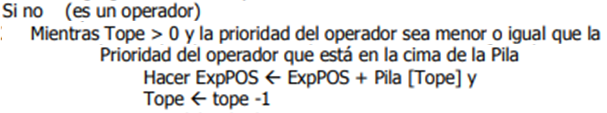 Si no (es un operador)
Mientras Tope > 0 y la prioridad del operador sea menor o igual que la
Prioridad del operador que está en la cima de la Pila
Hacer ExpPOS ← ExpPOS + Pila [Tope] y
Tope ← tope -1